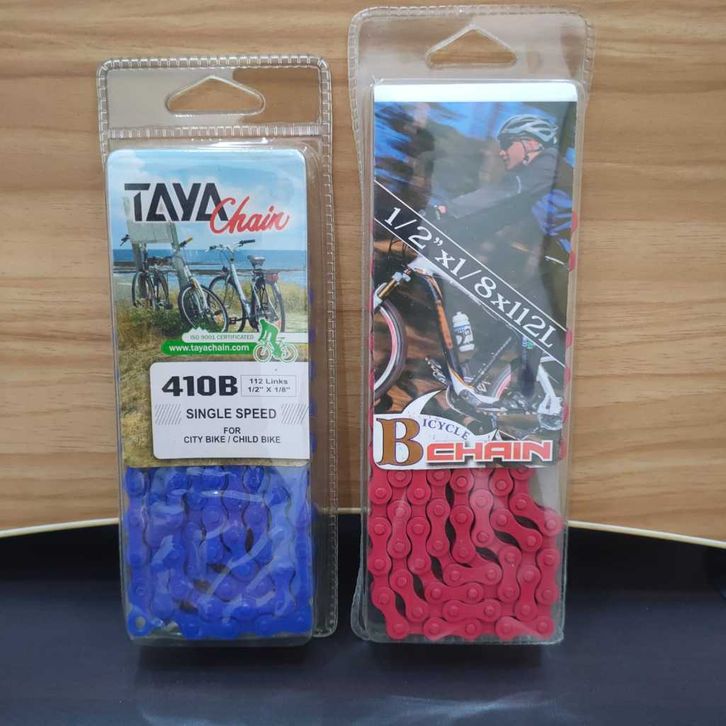 TAYA
Chain
ISO 9001 CERTIFICATED
www.tayachain.com
410B
112 Links
1/2" X 1/8"
SINGLE SPEED
FOR
CITY BIKE / CHILD BIKE
1/2"x1/8x112L
BICYCLE
CHAIN